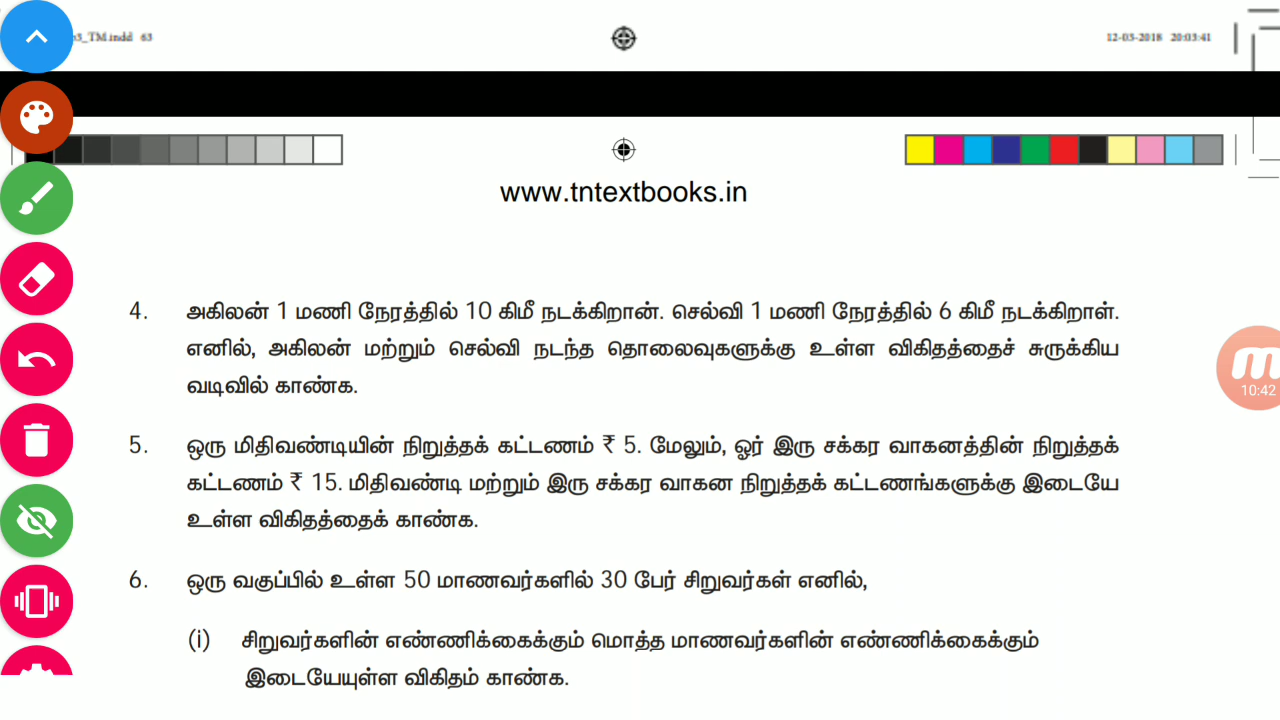 3_TM.indd 63
12-03-2018 20:03:41
www.tntextbooks.in
4. அகிலன் 1 மணி நேரத்தில் 10 கிமீ நடக்கிறான். செல்வி 1 மணி நேரத்தில் 6 கிமீ நடக்கிறாள்.
எனில், அகிலன் மற்றும் செல்வி நடந்த தொலைவுகளுக்கு உள்ள விகிதத்தைச் சுருக்கிய
வடிவில் காண்க.
10:42
5. ஒரு மிதிவண்டியின் நிறுத்தக் கட்டணம் ₹ 5. மேலும், ஓர் இரு சக்கர வாகனத்தின் நிறுத்தக்
கட்டணம் ₹ 15. மிதிவண்டி மற்றும் இரு சக்கர வாகன நிறுத்தக் கட்டணங்களுக்கு இடையே
உள்ள விகிதத்தைக் காண்க.
6. ஒரு வகுப்பில் உள்ள 50 மாணவர்களில் 30 பேர் சிறுவர்கள் எனில்,
(i) சிறுவர்களின் எண்ணிக்கைக்கும் மொத்த மாணவர்களின் எண்ணிக்கைக்கும்
இடையேயுள்ள விகிதம் காண்க.